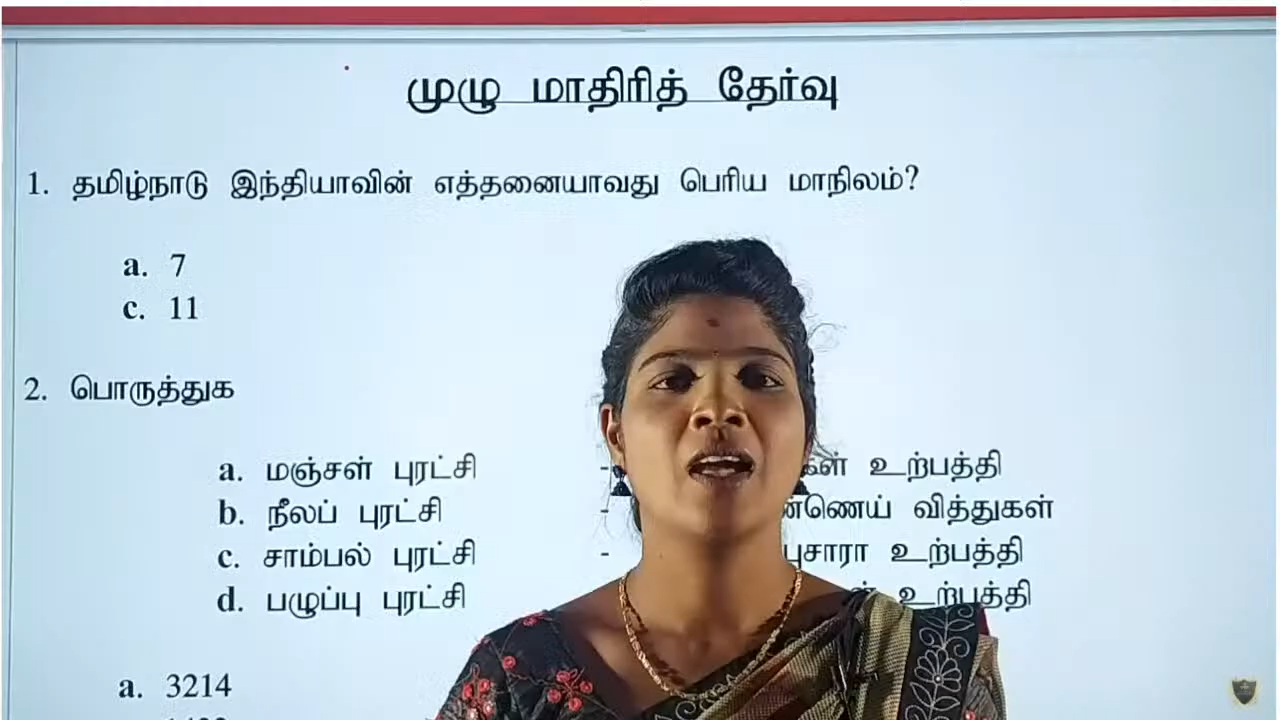 முழு மாதிரித் தேர்வு
1. தமிழ்நாடு இந்தியாவின் எத்தனையாவது பெரிய மாநிலம்?
a. 7
c. 11
2. பொருத்துக
a. மஞ்சள் புரட்சி - உற்பத்தி
b. நீலப் புரட்சி - வித்துகள்
c. சாம்பல் புரட்சி - உற்பத்தி
d. பழுப்பு புரட்சி உற்பத்தி
a. 3214